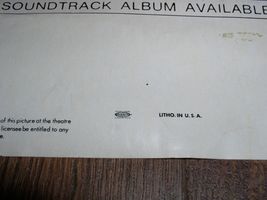 SOUNDTRACK ALBUM AVAILABLE
of this picture at the theatre
licensee be entitled to any
LITHO. IN U. S. A.